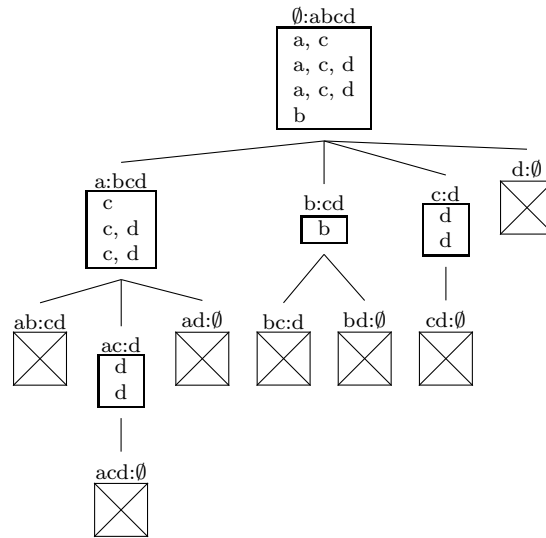 ∅:abcd
a, c
a, c, d
a, c, d
b
d:∅
a:bcd
c
c, d
c, d
b:cd
b
c:d
d
d
ab:cd
ac:d
d
d
ad:∅
bc:d
bd:∅
cd:∅
acd:∅